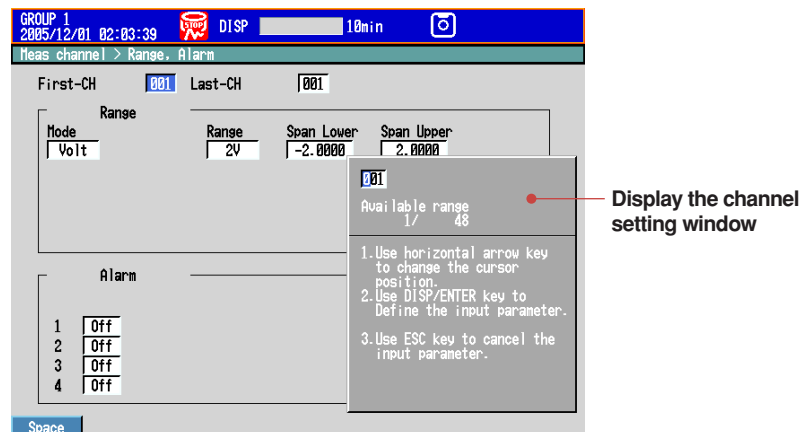 GROUP 1
2005/12/01 02:03:39 STOP DISP 10min
Meas channel > Range, Alarm
First-CH 001 Last-CH 001
Range
Mode Range Span Lower Span Upper
Volt 2V -2.0000 2.0000
001
Available range
1/ 48
1.Use horizontal arrow key
to change the cursor
position.
2.Use DISP/ENTER key to
Define the input parameter.
3.Use ESC key to cancel the
input parameter.
Display the channel
setting window
Alarm
1 Off
2 Off
3 Off
4 Off
Space